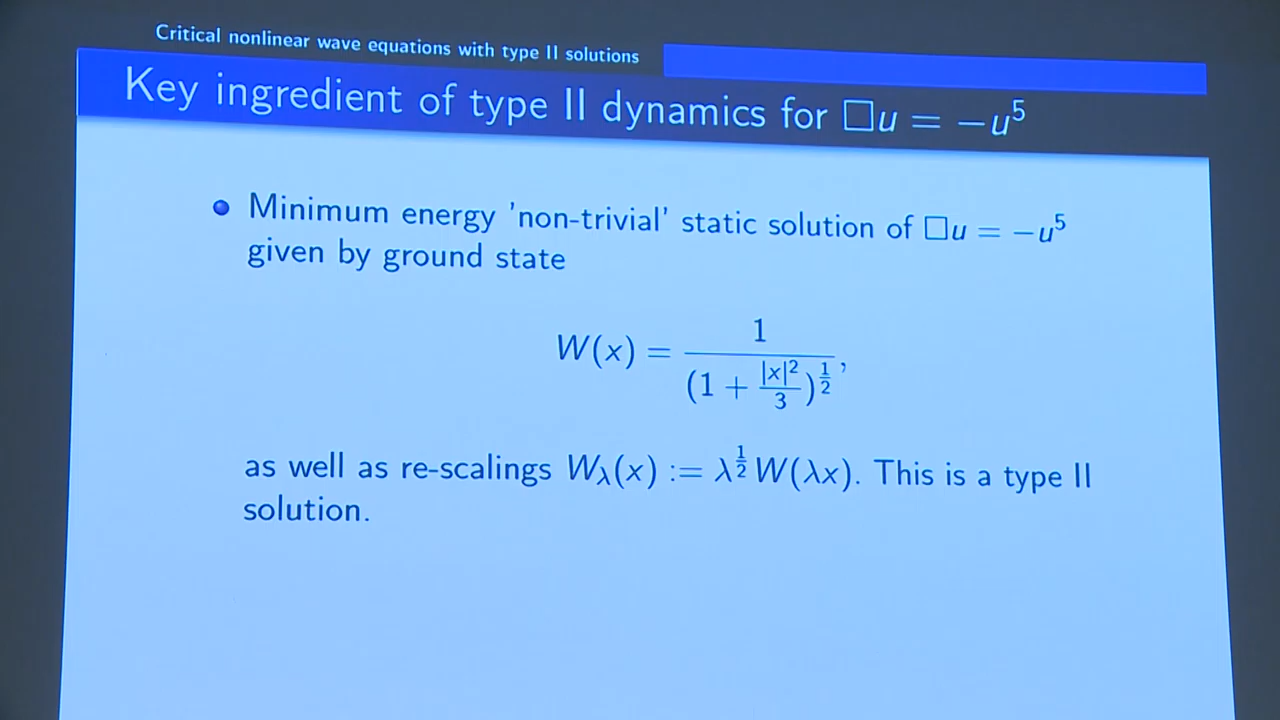 Critical nonlinear wave equations with type II solutions
Key ingredient of type II dynamics for □u = −u⁵
Minimum energy 'non-trivial' static solution of □u = −u⁵
given by ground state
W(x) = 1 / (1 + |x|²/3)^{1/2},
as well as re-scalings W_λ(x) := λ^{1/2} W(λx). This is a type II
solution.